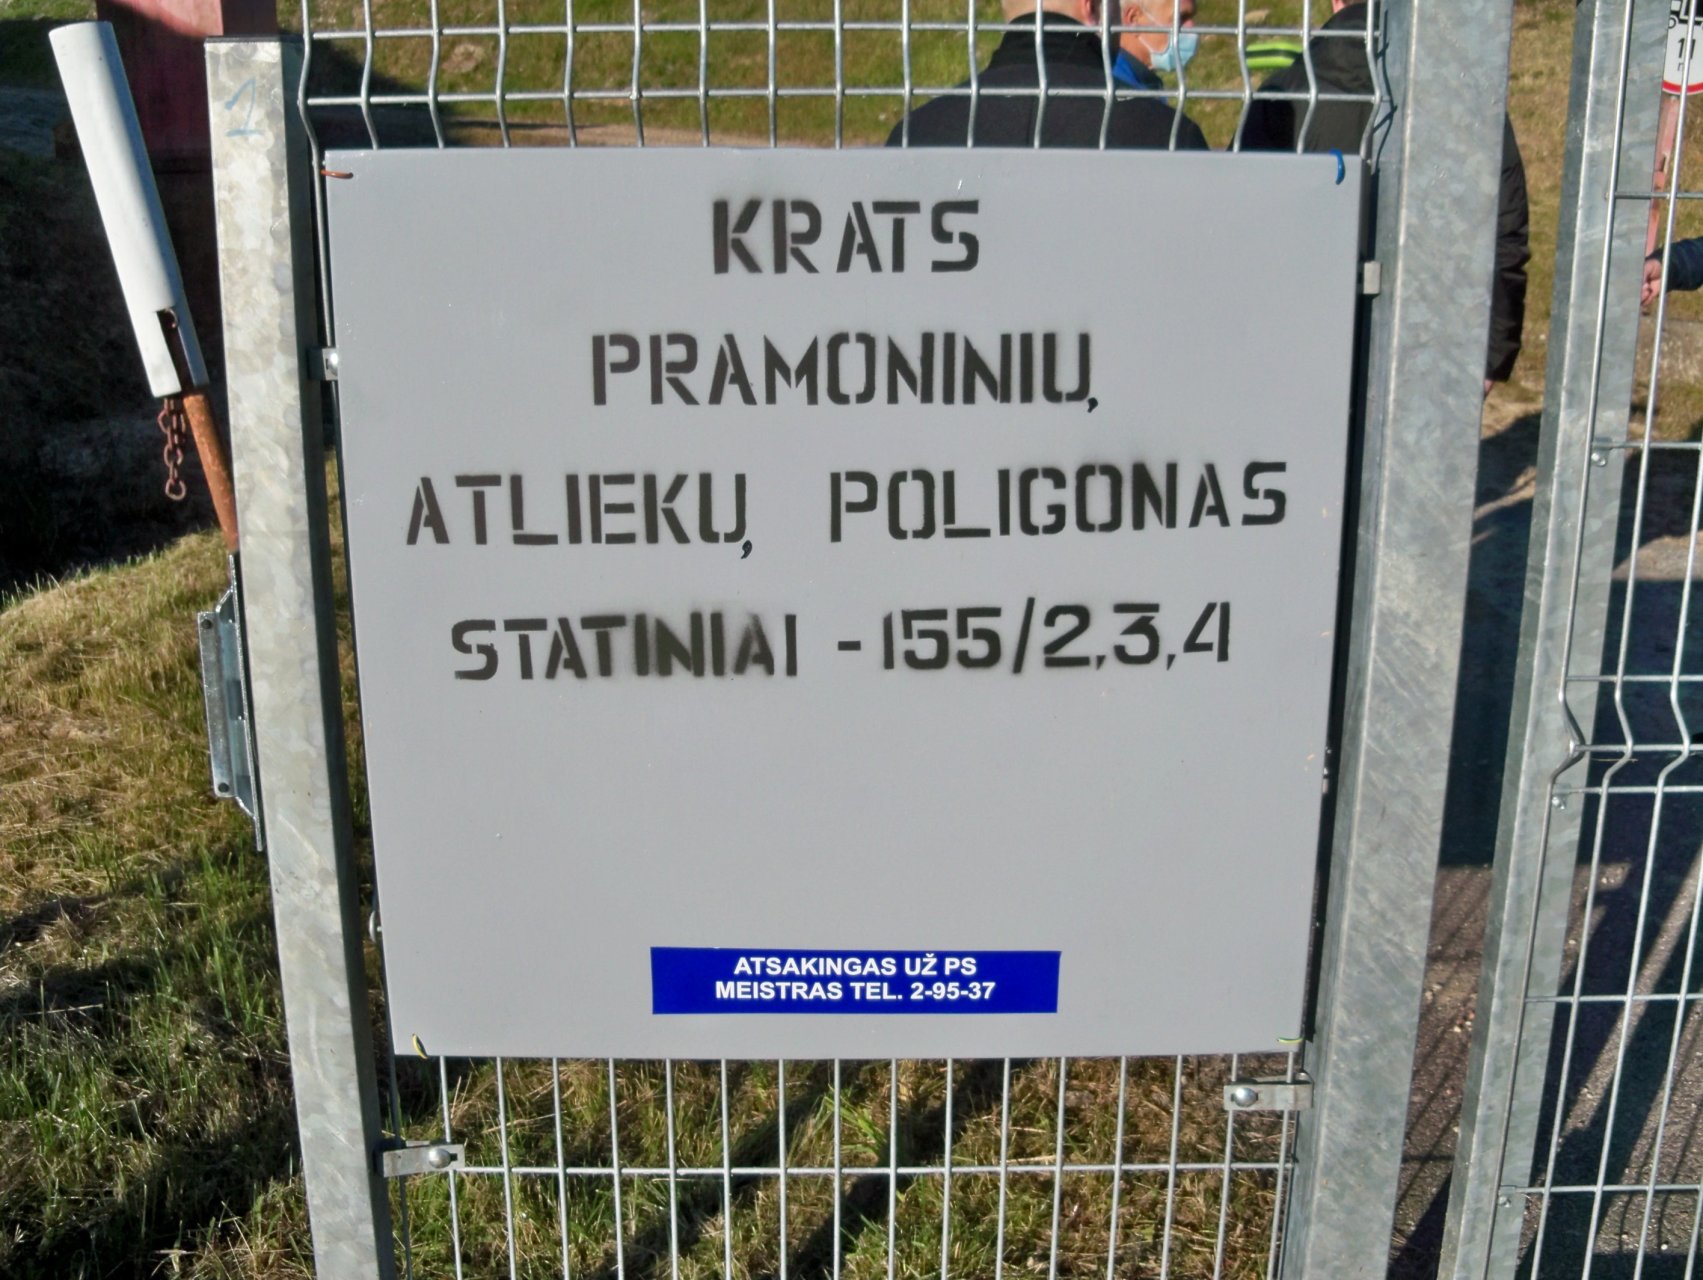 KRATS
PRAMONINIŲ
ATLIEKŲ POLIGONAS
STATINIAI - 155/2,3,4
ATSAKINGAS UŽ PS
MEISTRAS TEL. 2-95-37